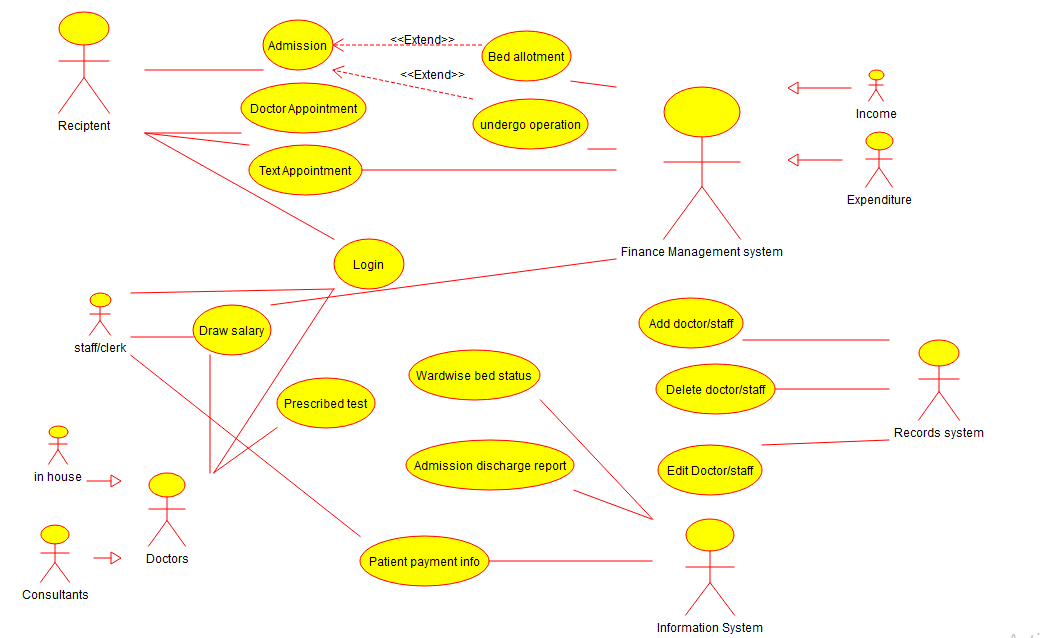 Admission
<<Extend>>
Bed allotment
<<Extend>>
Doctor Appointment
Income
Reciptent
undergo operation
Text Appointment
Expenditure
Finance Management system
Login
Draw salary
Add doctor/staff
staff/clerk
Wardwise bed status
Delete doctor/staff
Prescribed test
Records system
Admission discharge report
Edit Doctor/staff
in house
Doctors
Patient payment info
Consultants
Information System